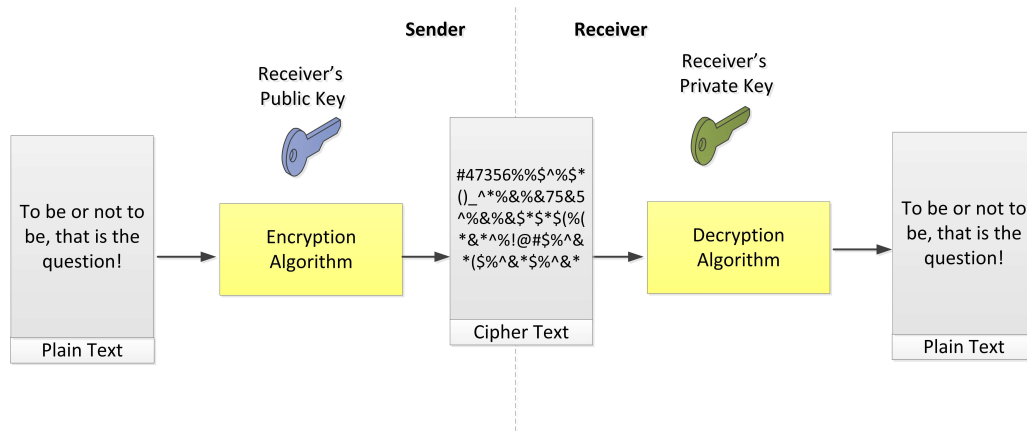 Sender
Receiver
Receiver's
Public Key
Receiver's
Private Key
To be or not to
be, that is the
question!
Plain Text
Encryption
Algorithm
#47356%%$^%$*
()_^*%&%&75&5
^%&%&$*$*$(%(
*&*^%!@#$%^&
*($%^&*$%^&*
Cipher Text
Decryption
Algorithm
To be or not to
be, that is the
question!
Plain Text